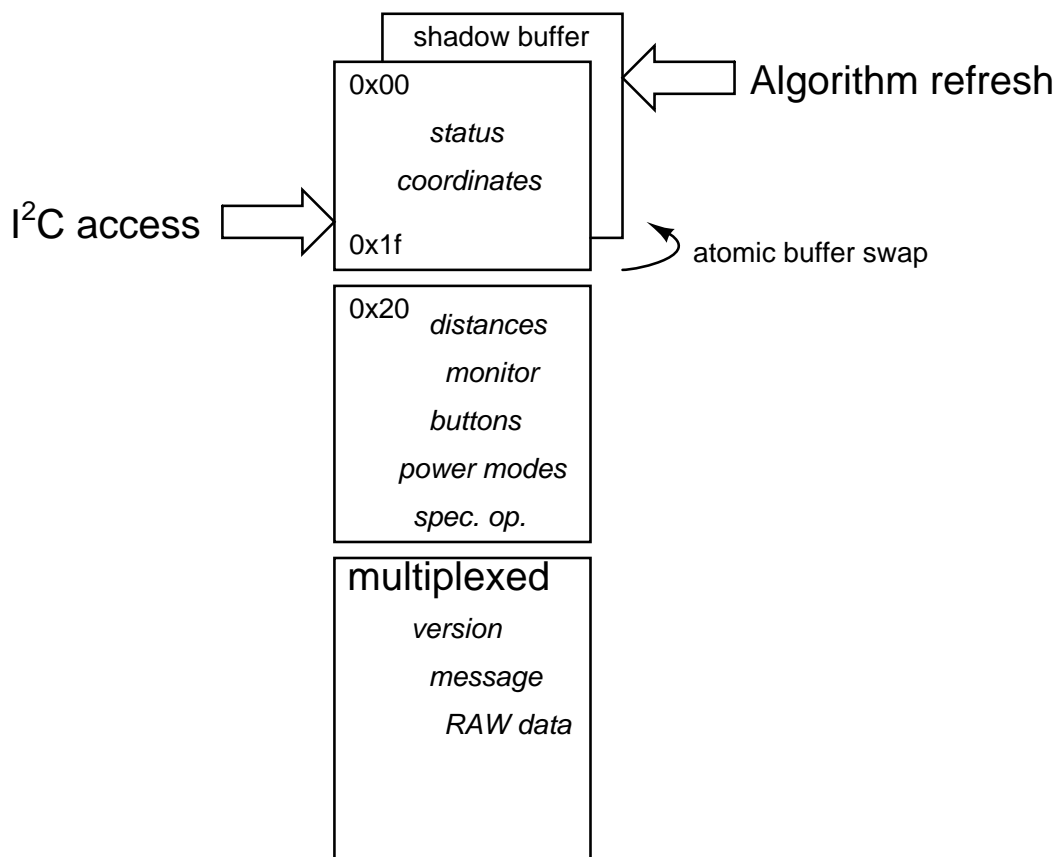 shadow buffer
0x00
Algorithm refresh
status
coordinates
I²C access
0x1f
atomic buffer swap
0x20
distances
monitor
buttons
power modes
spec. op.
multiplexed
version
message
RAW data